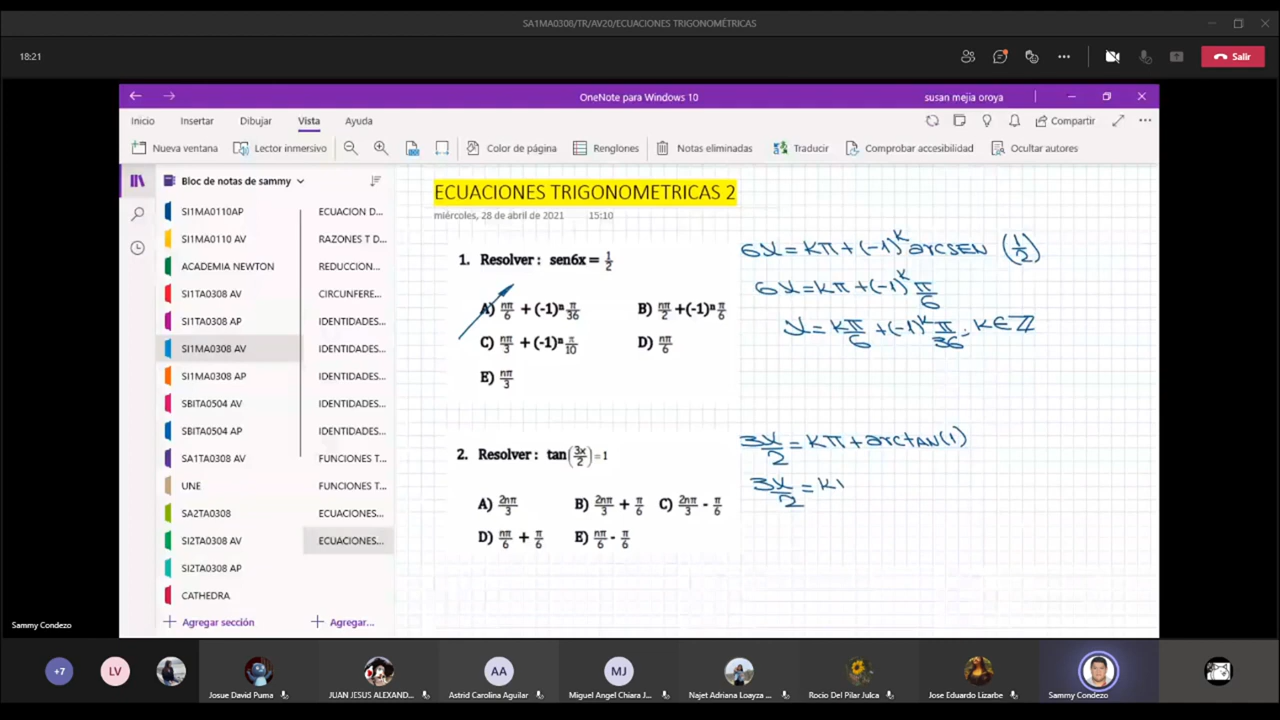 SA1MA0308/TR/AV20/ECUACIONES TRIGONOMÉTRICAS
18:21
Salir
OneNote para Windows 10
susan mejia oroya
Inicio Insertar Dibujar Vista Ayuda
Compartir
Nueva ventana Lector inmersivo Color de página Renglones Notas eliminadas Traducir Comprobar accesibilidad Ocultar autores
Bloc de notas de sammy
SI1MA0110AP ECUACION D...
SI1MA0110 AV RAZONES T D...
ACADEMIA NEWTON REDUCCION...
SI1TA0308 AV CIRCUNFERE...
SI1TA0308 AP IDENTIDADES...
SI1MA0308 AV IDENTIDADES...
SI1MA0308 AP IDENTIDADES...
SBITA0504 AV IDENTIDADES...
SBITA0504 AP IDENTIDADES...
SA1TA0308 AV FUNCIONES T...
UNE FUNCIONES T...
SA2TA0308 ECUACIONES...
SI2TA0308 AV ECUACIONES...
SI2TA0308 AP
CATHEDRA
Agregar sección Agregar...
ECUACIONES TRIGONOMETRICAS 2
miércoles, 28 de abril de 2021 15:10
1. Resolver : sen6x = 1/2
A) nπ/6 + (-1)ⁿ π/36 B) nπ/2 +(-1)ⁿ π/6
C) nπ/3 + (-1)ⁿ π/10 D) nπ/6
E) nπ/3
6x = kπ + (-1)^k arcSEN (1/2)
6x = kπ + (-1)^k π/6
x = kπ/6 + (-1)^k π/36 ; k ∈ ℤ
2. Resolver : tan(3x/2) = 1
A) 2nπ/3 B) 2nπ/3 + π/6 C) 2nπ/3 - π/6
D) nπ/6 + π/6 E) nπ/6 - π/6
3x/2 = kπ + arcTAN(1)
3x/2 = k
Sammy Condezo
+7 LV AA MJ
Josue David Puma JUAN JESUS ALEXAND... Astrid Carolina Aguilar Miguel Angel Chiara J... Najet Adriana Loayza ... Rocio Del Pilar Julca Jose Eduardo Lizarbe Sammy Condezo